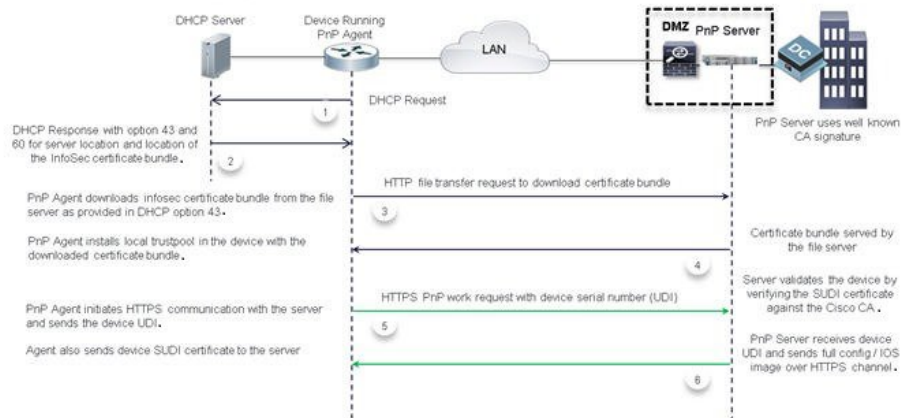 DHCP Server
Device Running
PnP Agent
LAN
DMZ PnP Server
DC
DHCP Request
1
PnP Server uses well known
CA signature
DHCP Response with option 43 and
60 for server location and location of
the InfoSec certificate bundle.
2
HTTP file transfer request to download certificate bundle
PnP Agent downloads infosec certificate bundle from the file
server as provided in DHCP option 43.
3
PnP Agent installs local trustpool in the device with the
downloaded certificate bundle.
Certificate bundle served by
the file server
4
Server validates the device by
verifying the SUDI certificate
against the Cisco CA.
HTTPS PnP work request with device serial number (UDI)
PnP Agent initiates HTTPS communication with the server
and sends the device UDI.
5
Agent also sends device SUDI certificate to the server
PnP Server receives device
UDI and sends full config / IOS
image over HTTPS channel.
6